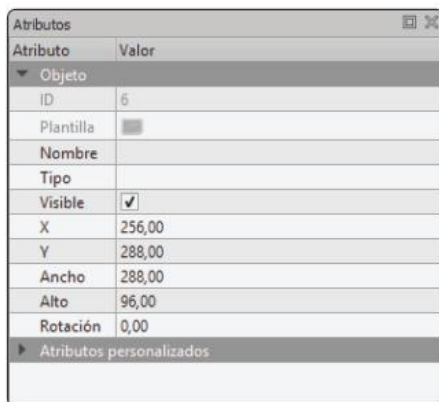 Atributos
Atributo Valor
Objeto
ID 6
Plantilla
Nombre
Tipo
Visible
X 256,00
Y 288,00
Ancho 288,00
Alto 96,00
Rotación 0,00
Atributos personalizados